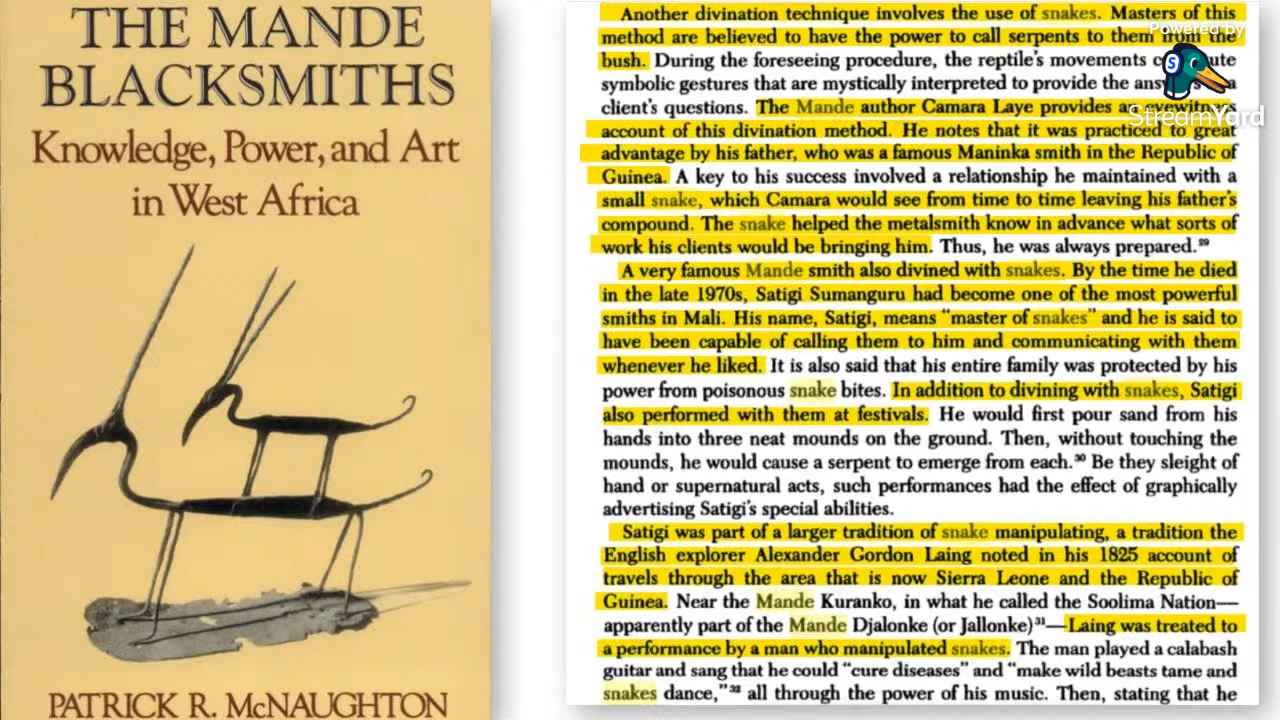 THE MANDE
BLACKSMITHS
Knowledge, Power, and Art
in West Africa
PATRICK R. McNAUGHTON
Another divination technique involves the use of snakes. Masters of this
method are believed to have the power to call serpents to them from the
bush. During the foreseeing procedure, the reptile's movements
symbolic gestures that are mystically interpreted to provide the
client's questions. The Mande author Camara Laye provides an eyewitness
account of this divination method. He notes that it was practiced to great
advantage by his father, who was a famous Maninka smith in the Republic of
Guinea. A key to his success involved a relationship he maintained with a
small snake, which Camara would see from time to time leaving his father's
compound. The snake helped the metalsmith know in advance what sorts of
work his clients would be bringing him. Thus, he was always prepared.²⁹
A very famous Mande smith also divined with snakes. By the time he died
in the late 1970s, Satigi Sumanguru had become one of the most powerful
smiths in Mali. His name, Satigi, means "master of snakes" and he is said to
have been capable of calling them to him and communicating with them
whenever he liked. It is also said that his entire family was protected by his
power from poisonous snake bites. In addition to divining with snakes, Satigi
also performed with them at festivals. He would first pour sand from his
hands into three neat mounds on the ground. Then, without touching the
mounds, he would cause a serpent to emerge from each.³⁰ Be they sleight of
hand or supernatural acts, such performances had the effect of graphically
advertising Satigi's special abilities.
Satigi was part of a larger tradition of snake manipulating, a tradition the
English explorer Alexander Gordon Laing noted in his 1825 account of
travels through the area that is now Sierra Leone and the Republic of
Guinea. Near the Mande Kuranko, in what he called the Soolima Nation—
apparently part of the Mande Djalonke (or Jallonke)³¹—Laing was treated to
a performance by a man who manipulated snakes. The man played a calabash
guitar and sang that he could "cure diseases" and "make wild beasts tame and
snakes dance,"³² all through the power of his music. Then, stating that he
Powered by
S
StreamYard